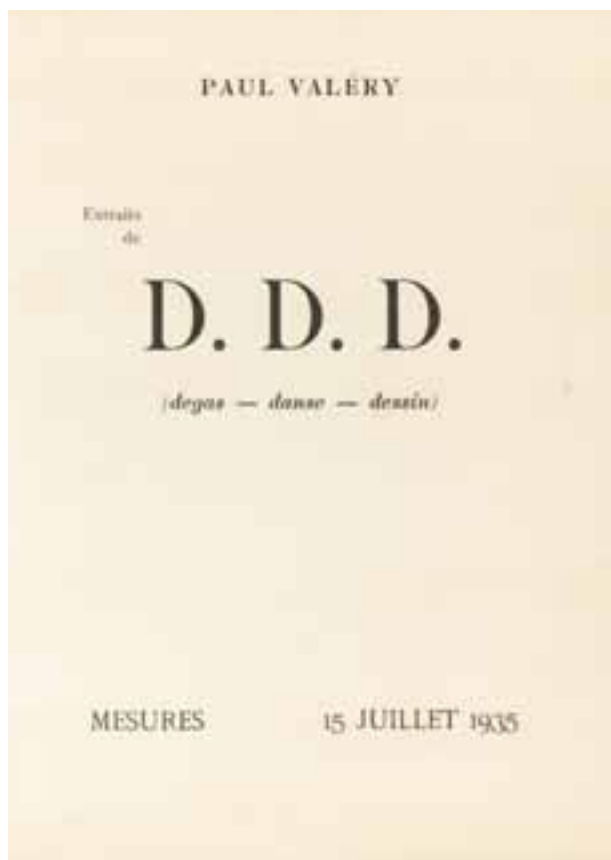 PAUL VALÉRY
Extraits
de
D. D. D.
(degas — danse — dessin)
MESURES 15 JUILLET 1935